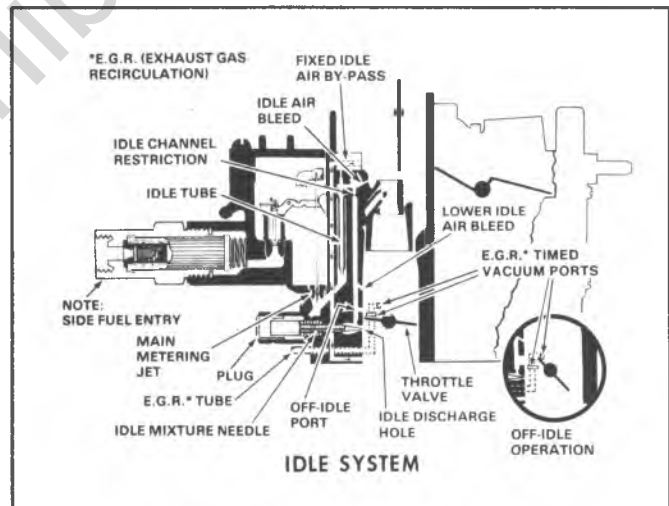 *E.G.R. (EXHAUST GAS
RECIRCULATION)
FIXED IDLE
AIR BY-PASS
IDLE AIR
BLEED
IDLE CHANNEL
RESTRICTION
IDLE TUBE
LOWER IDLE
AIR BLEED
E.G.R.* TIMED
VACUUM PORTS
NOTE:
SIDE FUEL ENTRY
MAIN
METERING
JET
PLUG
E.G.R.* TUBE
IDLE MIXTURE NEEDLE
OFF-IDLE
PORT
THROTTLE
VALVE
IDLE DISCHARGE
HOLE
OFF-IDLE
OPERATION
IDLE SYSTEM